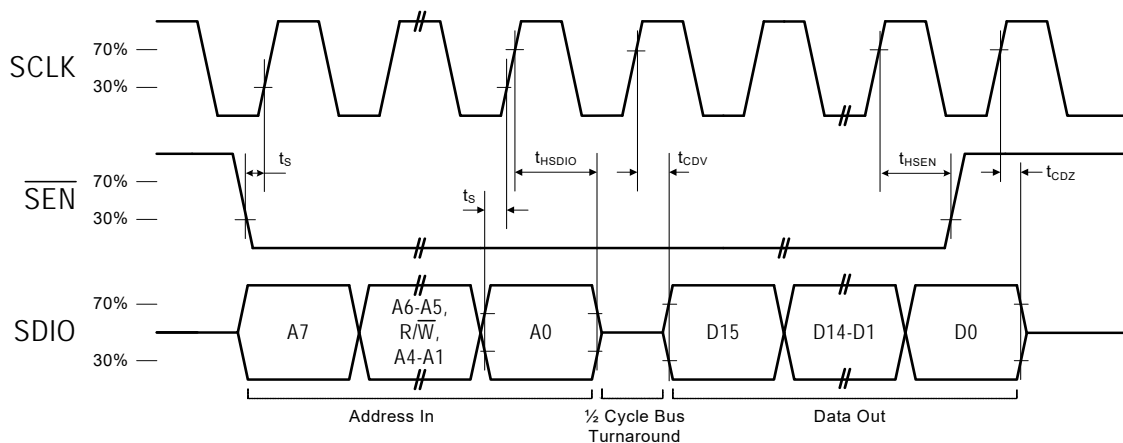 SCLK
70%
30%
SEN
70%
30%
tS
tS
tHSDIO
tCDV
tHSEN
tCDZ
SDIO
70%
30%
A7
A6-A5,
R/W,
A4-A1
A0
D15
D14-D1
D0
Address In
½ Cycle Bus
Turnaround
Data Out